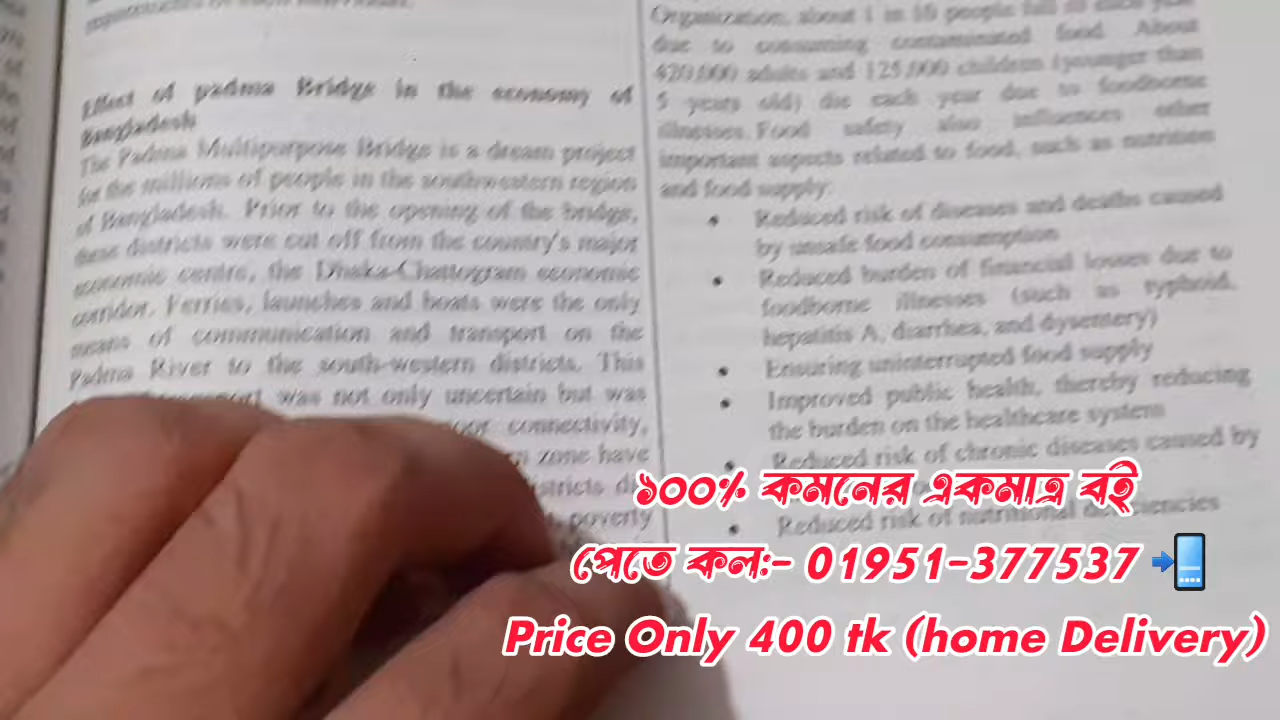 Effect of padma Bridge in the economy of
Bangladesh
The Padma Multipurpose Bridge is a dream project
for the millions of people in the southwestern region
of Bangladesh. Prior to the opening of the bridge,
these districts were cut off from the country's major
economic centre, the Dhaka-Chattogram economic
corridor. Ferries, launches and boats were the only
means of communication and transport on the
Padma River to the south-western districts. This
was not only uncertain but was
connectivity,
zone have
poverty
Organization, about 1 in 10 people fall
due to consuming contaminated food. About
420,000 adults and 125,000 children (younger than
5 years old) die each year due to foodborne
illnesses. Food safety also influences other
important aspects related to food, such as nutrition
and food supply:
• Reduced risk of diseases and deaths caused
by unsafe food consumption
• Reduced burden of financial losses due to
foodborne illnesses (such as typhoid,
hepatitis A, diarrhea, and dysentery)
• Ensuring uninterrupted food supply
• Improved public health, thereby reducing
the burden on the healthcare system
• Reduced risk of chronic diseases caused by
• Reduced risk of nutritional deficiencies
১০০% কমনের একমাত্র বই
পেতে কল:- 01951-377537
Price Only 400 tk (home Delivery)